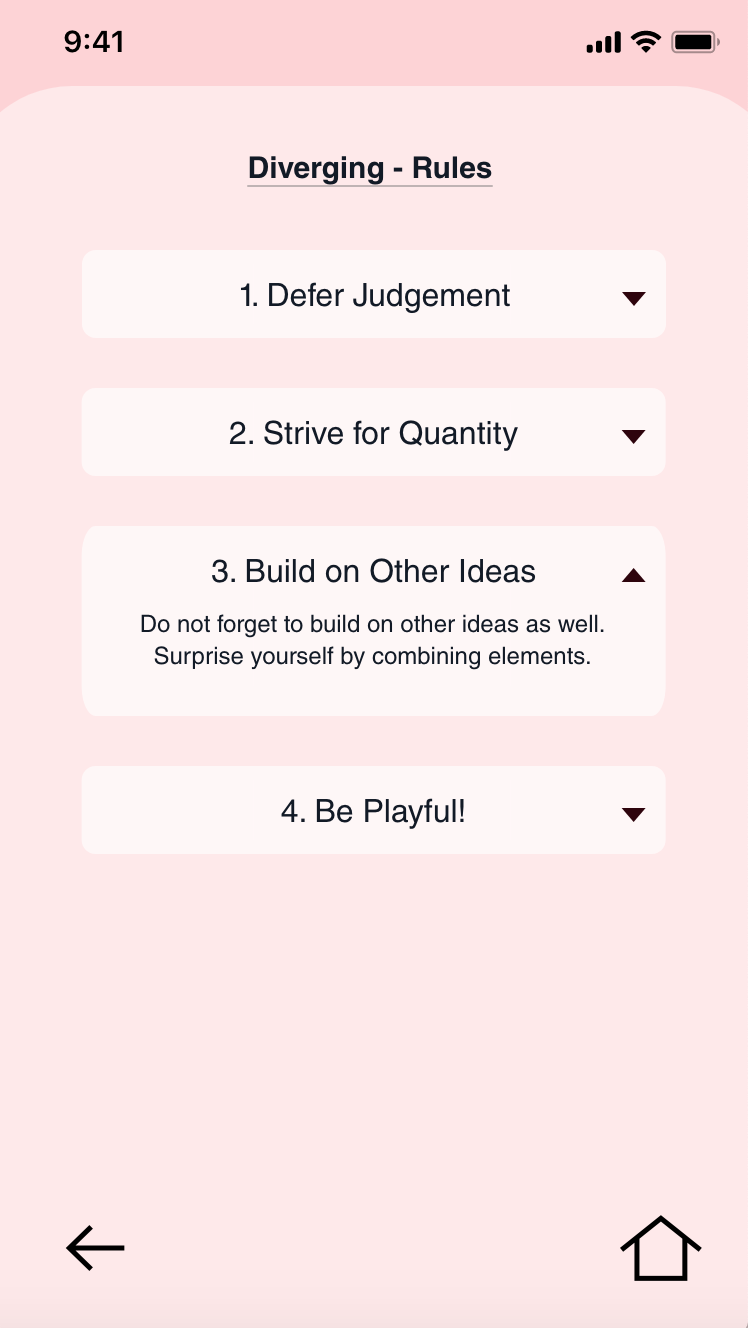 9:41
Diverging - Rules
1. Defer Judgement
2. Strive for Quantity
3. Build on Other Ideas
Do not forget to build on other ideas as well.
Surprise yourself by combining elements.
4. Be Playful!